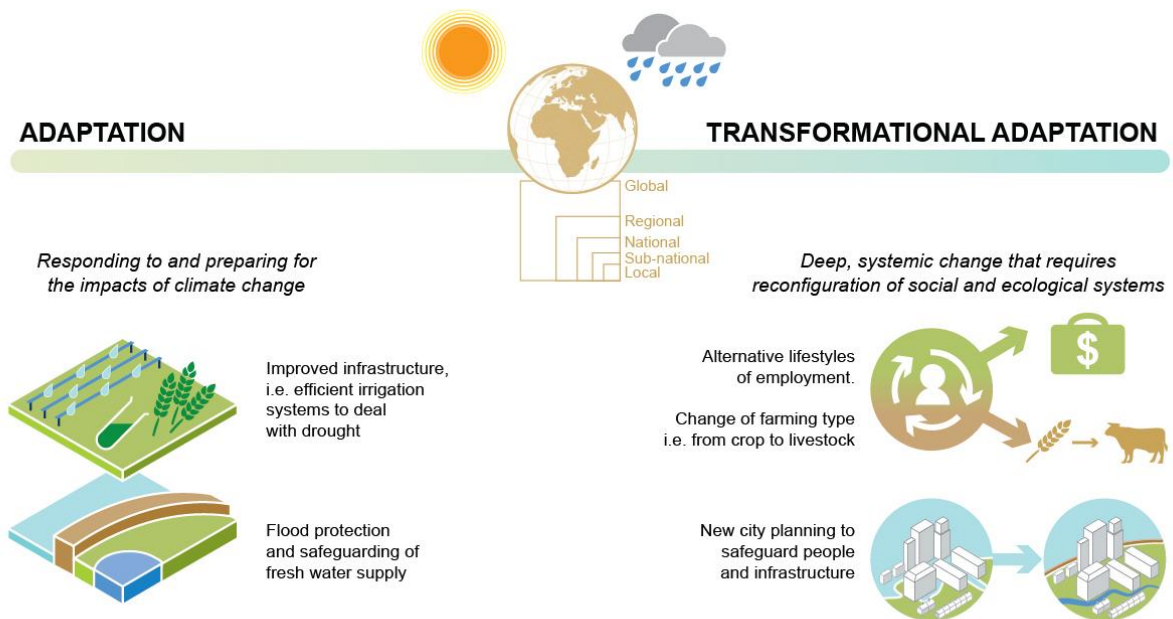 ADAPTATION
TRANSFORMATIONAL ADAPTATION
Global
Regional
National
Sub-national
Local
Responding to and preparing for
the impacts of climate change
Improved infrastructure,
i.e. efficient irrigation
systems to deal
with drought
Flood protection
and safeguarding of
fresh water supply
Deep, systemic change that requires
reconfiguration of social and ecological systems
Alternative lifestyles
of employment.
$
Change of farming type
i.e. from crop to livestock
New city planning to
safeguard people
and infrastructure